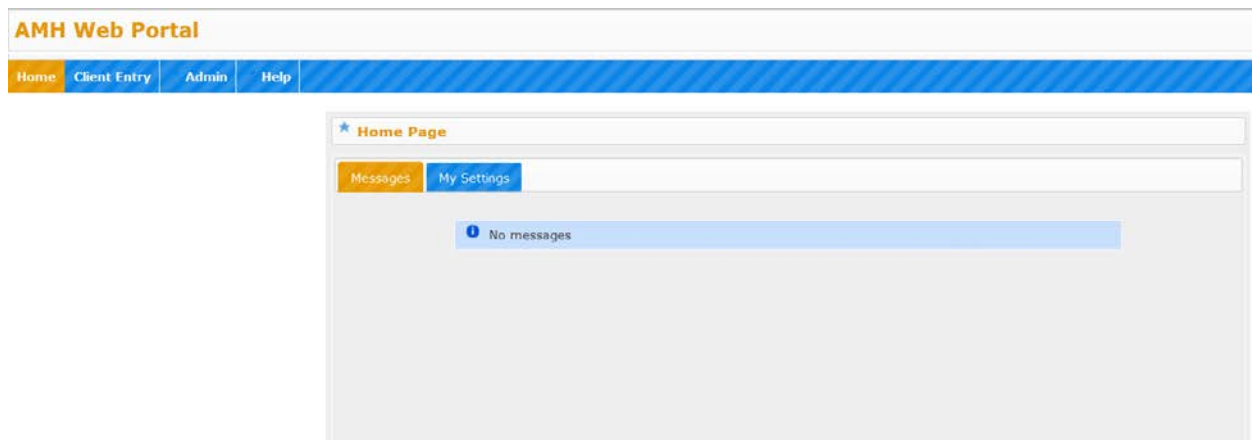 AMH Web Portal
Home Client Entry Admin Help
Home Page
Messages My Settings
No messages